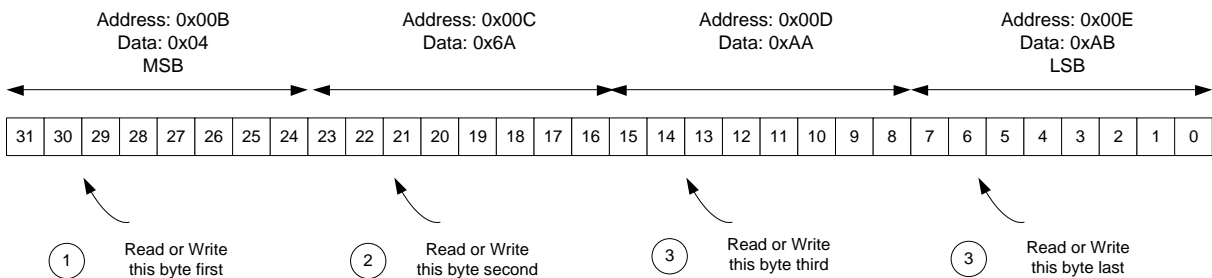 Address: 0x00B
Data: 0x04
MSB
Address: 0x00C
Data: 0x6A
Address: 0x00D
Data: 0xAA
Address: 0x00E
Data: 0xAB
LSB
31 30 29 28 27 26 25 24 23 22 21 20 19 18 17 16 15 14 13 12 11 10 9 8 7 6 5 4 3 2 1 0
1
Read or Write
this byte first
2
Read or Write
this byte second
3
Read or Write
this byte third
3
Read or Write
this byte last